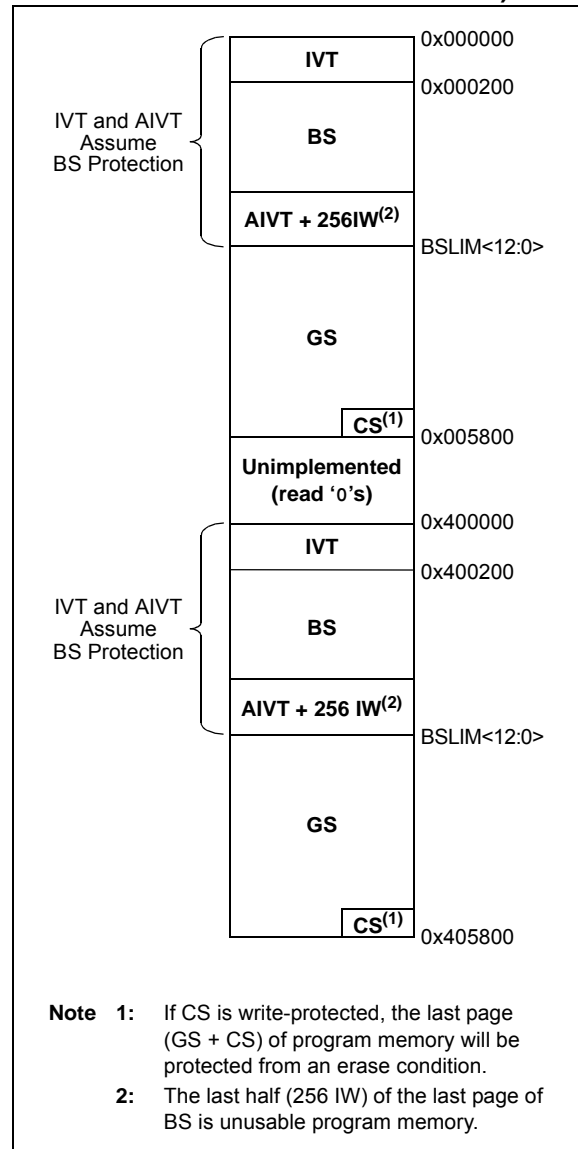 0x000000
IVT
0x000200
IVT and AIVT
Assume
BS Protection
BS
AIVT + 256IW(2)
BSLIM<12:0>
GS
CS(1)
0x005800
Unimplemented
(read ‘0’s)
0x400000
IVT
0x400200
IVT and AIVT
Assume
BS Protection
BS
AIVT + 256 IW(2)
BSLIM<12:0>
GS
CS(1)
0x405800
Note 1: If CS is write-protected, the last page
(GS + CS) of program memory will be
protected from an erase condition.
2: The last half (256 IW) of the last page of
BS is unusable program memory.